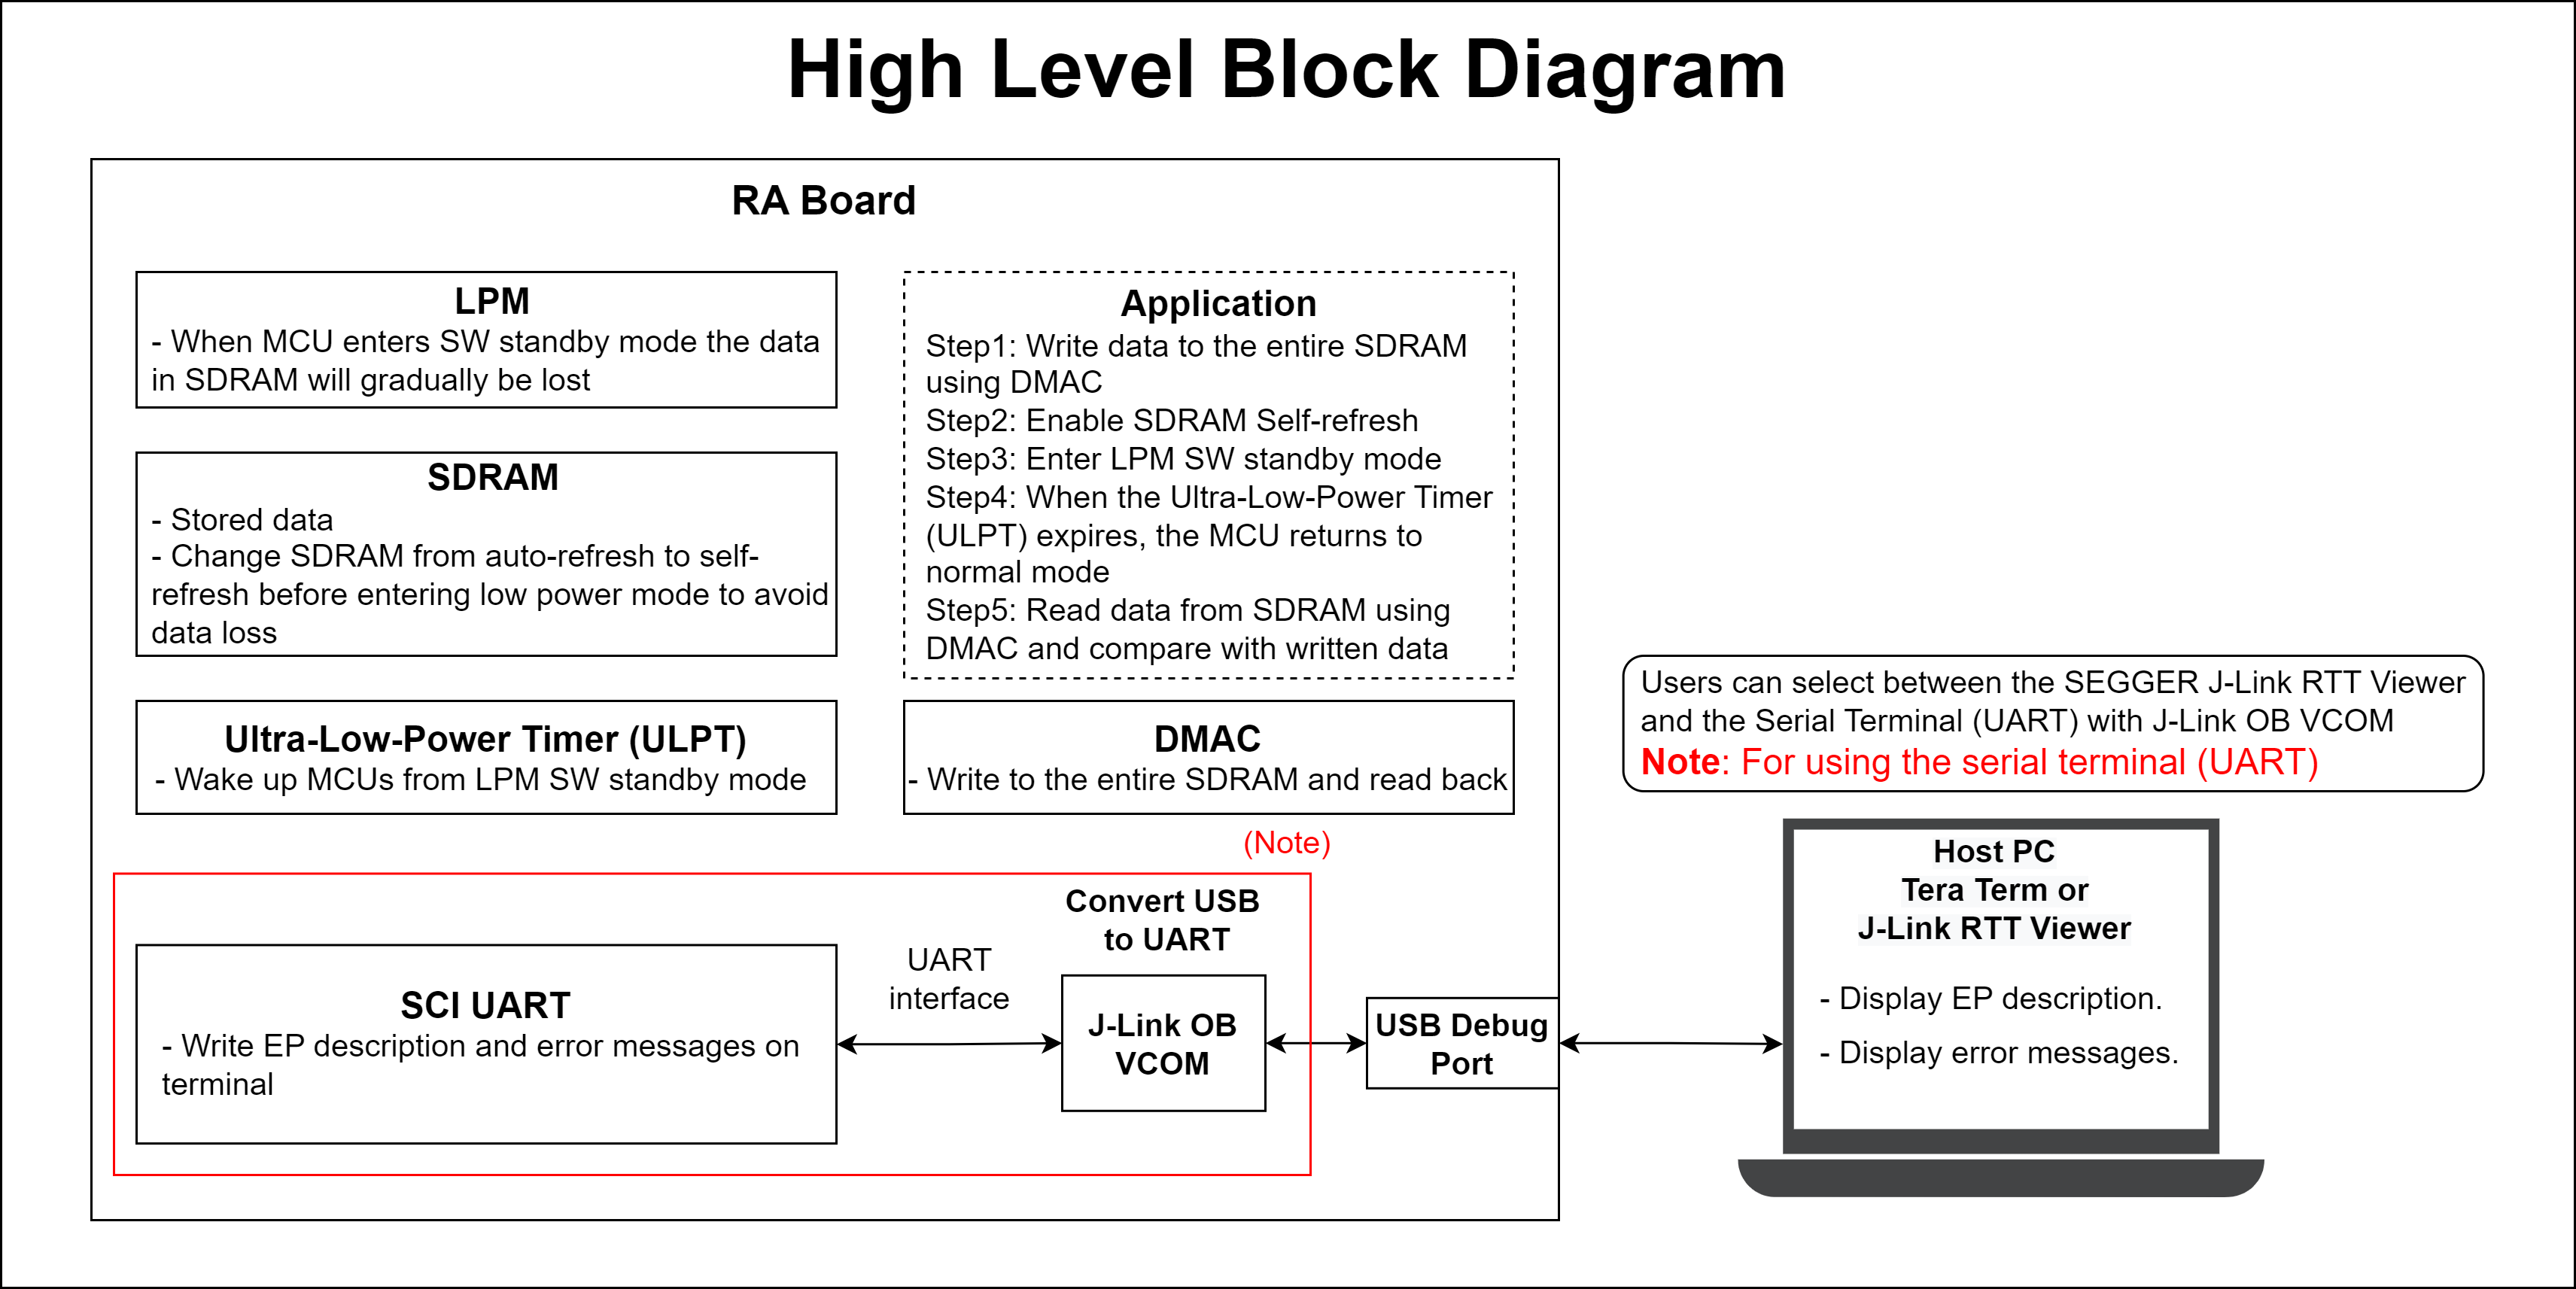 High Level Block Diagram
RA Board
LPM
- When MCU enters SW standby mode the data
in SDRAM will gradually be lost
SDRAM
- Stored data
- Change SDRAM from auto-refresh to self-
refresh before entering low power mode to avoid
data loss
Ultra-Low-Power Timer (ULPT)
- Wake up MCUs from LPM SW standby mode
Application
Step1: Write data to the entire SDRAM
using DMAC
Step2: Enable SDRAM Self-refresh
Step3: Enter LPM SW standby mode
Step4: When the Ultra-Low-Power Timer
(ULPT) expires, the MCU returns to
normal mode
Step5: Read data from SDRAM using
DMAC and compare with written data
DMAC
- Write to the entire SDRAM and read back
(Note)
SCI UART
- Write EP description and error messages on
terminal
UART
interface
Convert USB
to UART
J-Link OB
VCOM
USB Debug
Port
Users can select between the SEGGER J-Link RTT Viewer
and the Serial Terminal (UART) with J-Link OB VCOM
Note: For using the serial terminal (UART)
Host PC
Tera Term or
J-Link RTT Viewer
- Display EP description.
- Display error messages.